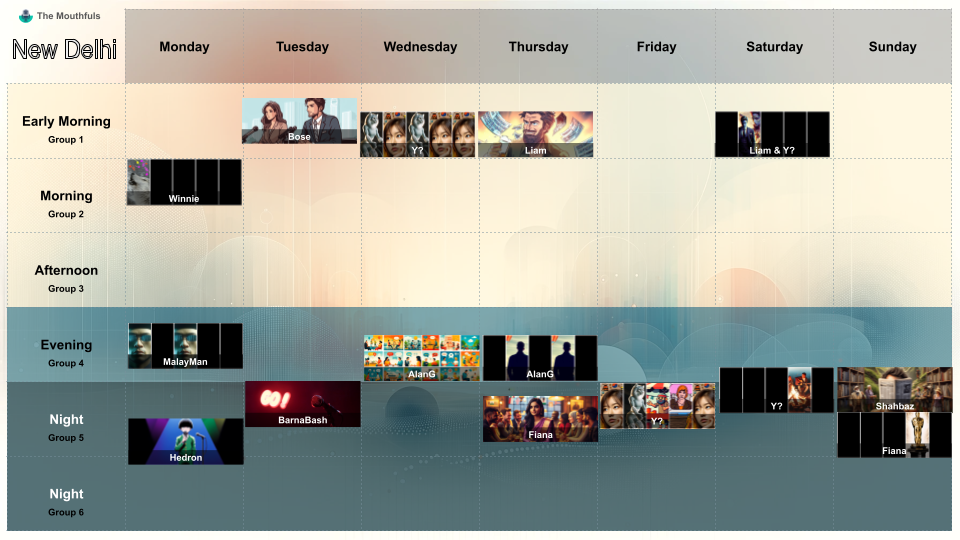 The Mouthfuls
New Delhi
Monday
Tuesday
Wednesday
Thursday
Friday
Saturday
Sunday
Early Morning
Group 1
Bose
Y?
Liam
Liam & Y?
Morning
Group 2
Winnie
Afternoon
Group 3
Evening
Group 4
MalayMan
AlanG
AlanG
Night
Group 5
Hedron
GO!
BarnaBash
Fiana
Y?
Y?
Shahbaz
Fiana
Night
Group 6